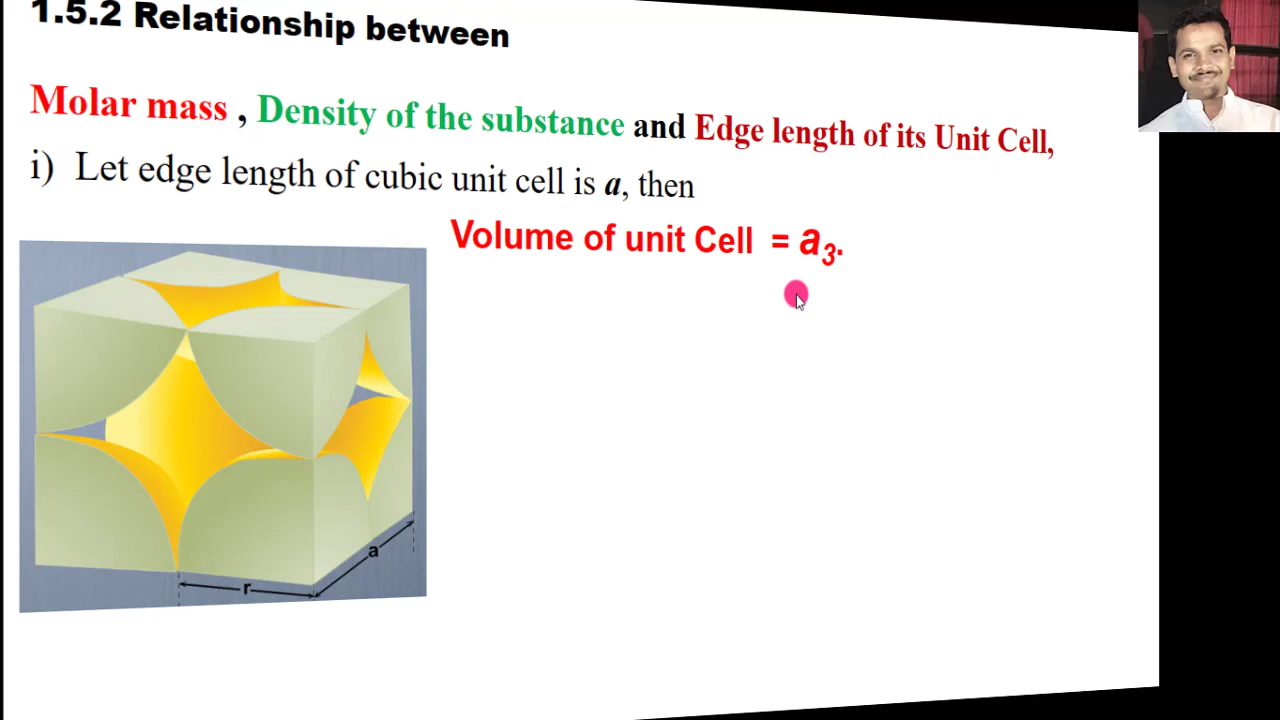 1.5.2 Relationship between
Molar mass , Density of the substance and Edge length of its Unit Cell,
i) Let edge length of cubic unit cell is a, then
Volume of unit Cell = a₃.
a
r